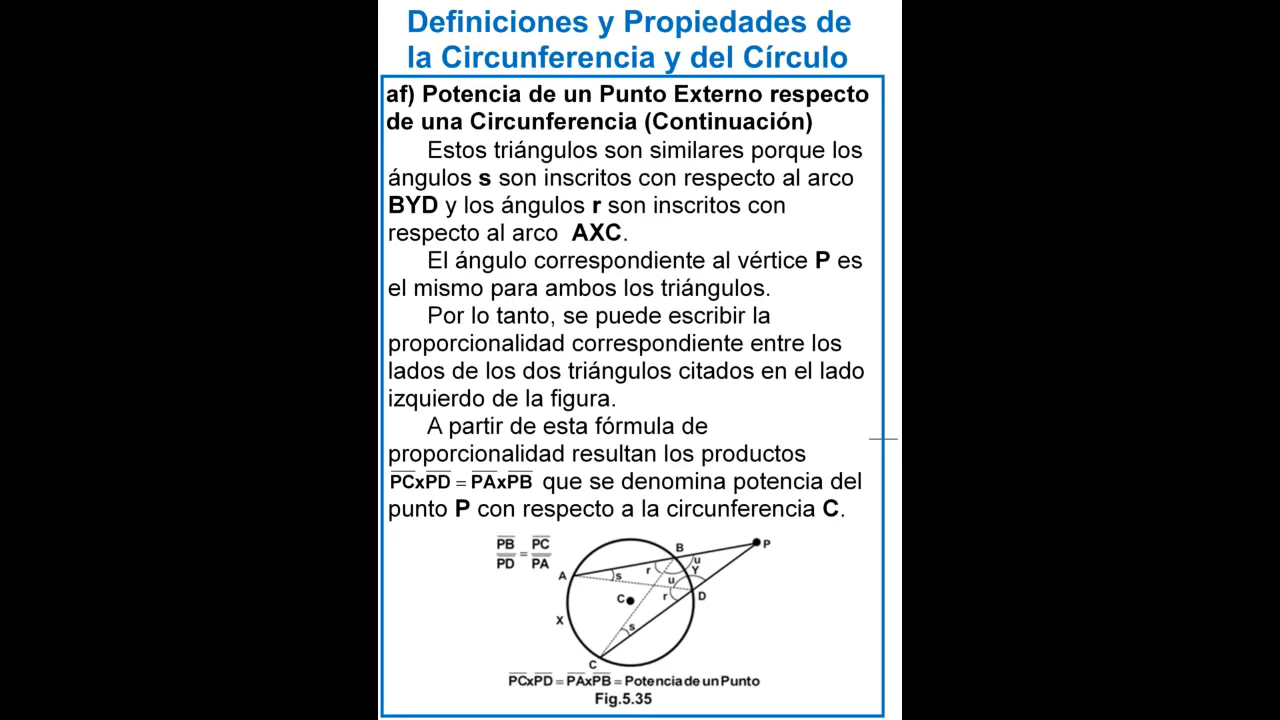 Definiciones y Propiedades de
la Circunferencia y del Círculo
af) Potencia de un Punto Externo respecto
de una Circunferencia (Continuación)
Estos triángulos son similares porque los
ángulos s son inscritos con respecto al arco
BYD y los ángulos r son inscritos con
respecto al arco AXC.
El ángulo correspondiente al vértice P es
el mismo para ambos los triángulos.
Por lo tanto, se puede escribir la
proporcionalidad correspondiente entre los
lados de los dos triángulos citados en el lado
izquierdo de la figura.
A partir de esta fórmula de
proporcionalidad resultan los productos
PCxPD = PAxPB que se denomina potencia del
punto P con respecto a la circunferencia C.
PB = PC
PD PA
P
B
u
r
Y
A
s
u
C
r
D
X
s
C
PCxPD = PAxPB = Potencia de un Punto
Fig.5.35